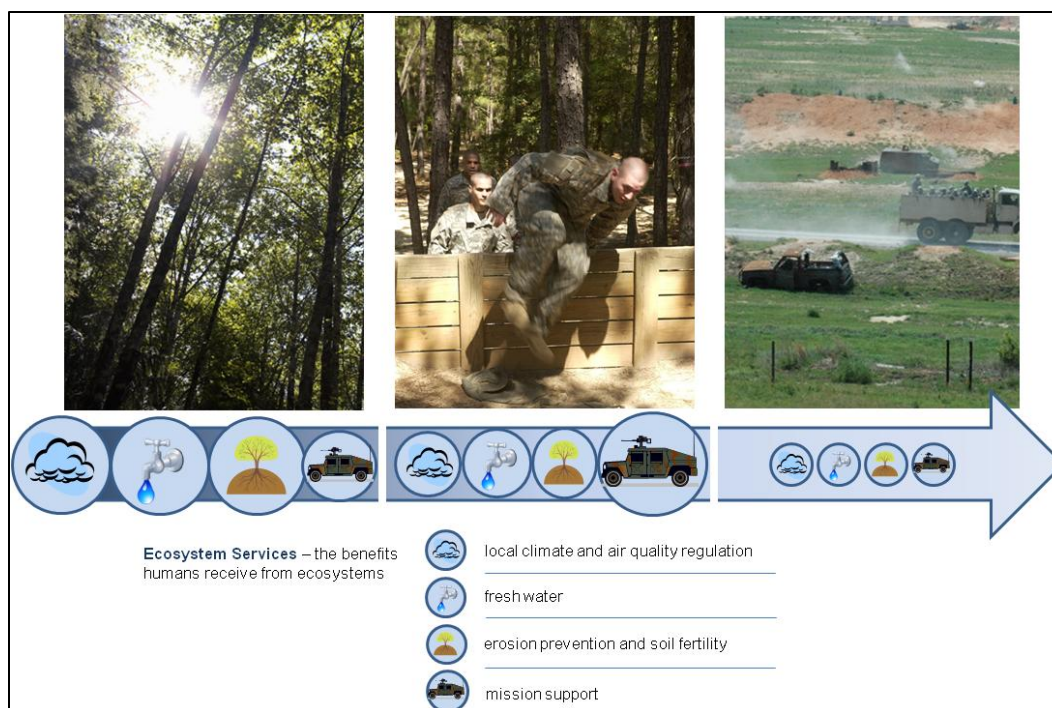 Ecosystem Services – the benefits
humans receive from ecosystems
local climate and air quality regulation
fresh water
erosion prevention and soil fertility
mission support